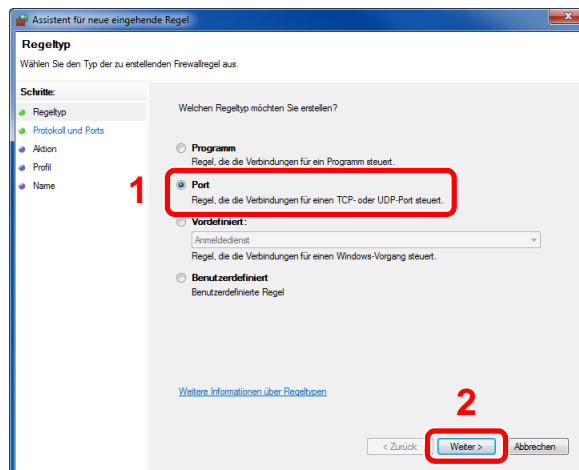 Assistent für neue eingehende Regel
Regeltyp
Wählen Sie den Typ der zu erstellenden Firewallregel aus.
Schritte:
Regeltyp
Protokoll und Ports
Aktion
Profil
Name
Welchen Regeltyp möchten Sie erstellen?
Programm
Regel, die die Verbindungen für ein Programm steuert.
1
Port
Regel, die die Verbindungen für einen TCP- oder UDP-Port steuert.
Vordefiniert:
Anmeldedienst
Regel, die die Verbindungen für einen Windows-Vorgang steuert.
Benutzerdefiniert
Benutzerdefinierte Regel
Weitere Informationen über Regeltypen
2
< Zurück
Weiter >
Abbrechen